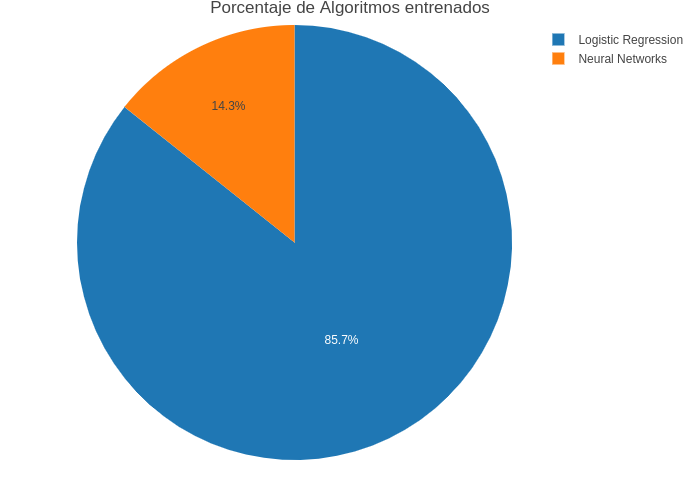 Porcentaje de Algoritmos entrenados
Logistic Regression
Neural Networks
14.3%
85.7%